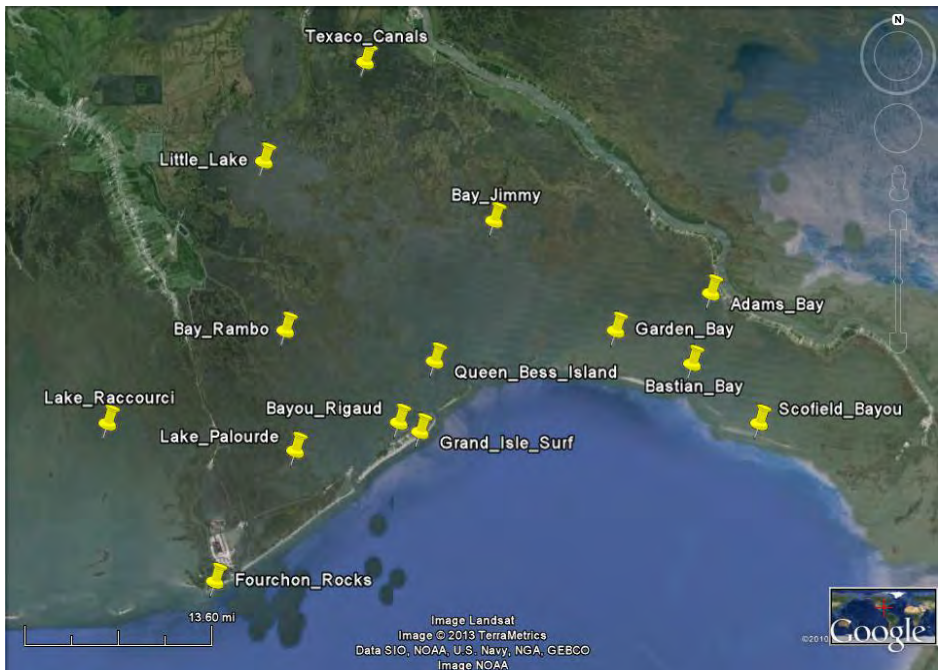 N
Texaco_Canals
Little_Lake
Bay_Jimmy
Adams_Bay
Bay_Rambo
Garden_Bay
Queen_Bess_Island
Bastian_Bay
Lake_Raccourci
Bayou_Rigaud
Scofield_Bayou
Lake_Palourde
Grand_Isle_Surf
Fourchon_Rocks
13.60 mi
Image Landsat
Image © 2013 TerraMetrics
Data SIO, NOAA, U.S. Navy, NGA, GEBCO
Image NOAA
©2010 Google